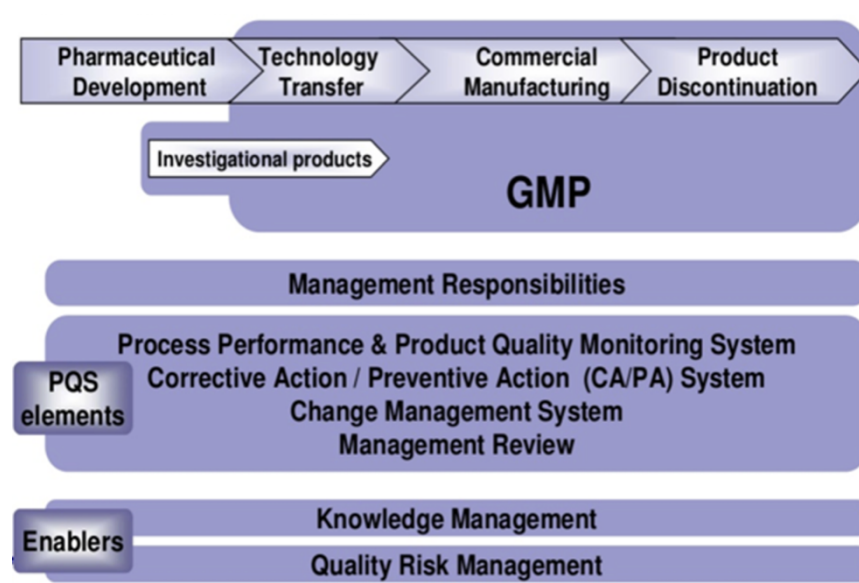 Pharmaceutical
Development
Technology
Transfer
Commercial
Manufacturing
Product
Discontinuation
Investigational products
GMP
Management Responsibilities
PQS
elements
Process Performance & Product Quality Monitoring System
Corrective Action / Preventive Action (CA/PA) System
Change Management System
Management Review
Enablers
Knowledge Management
Quality Risk Management